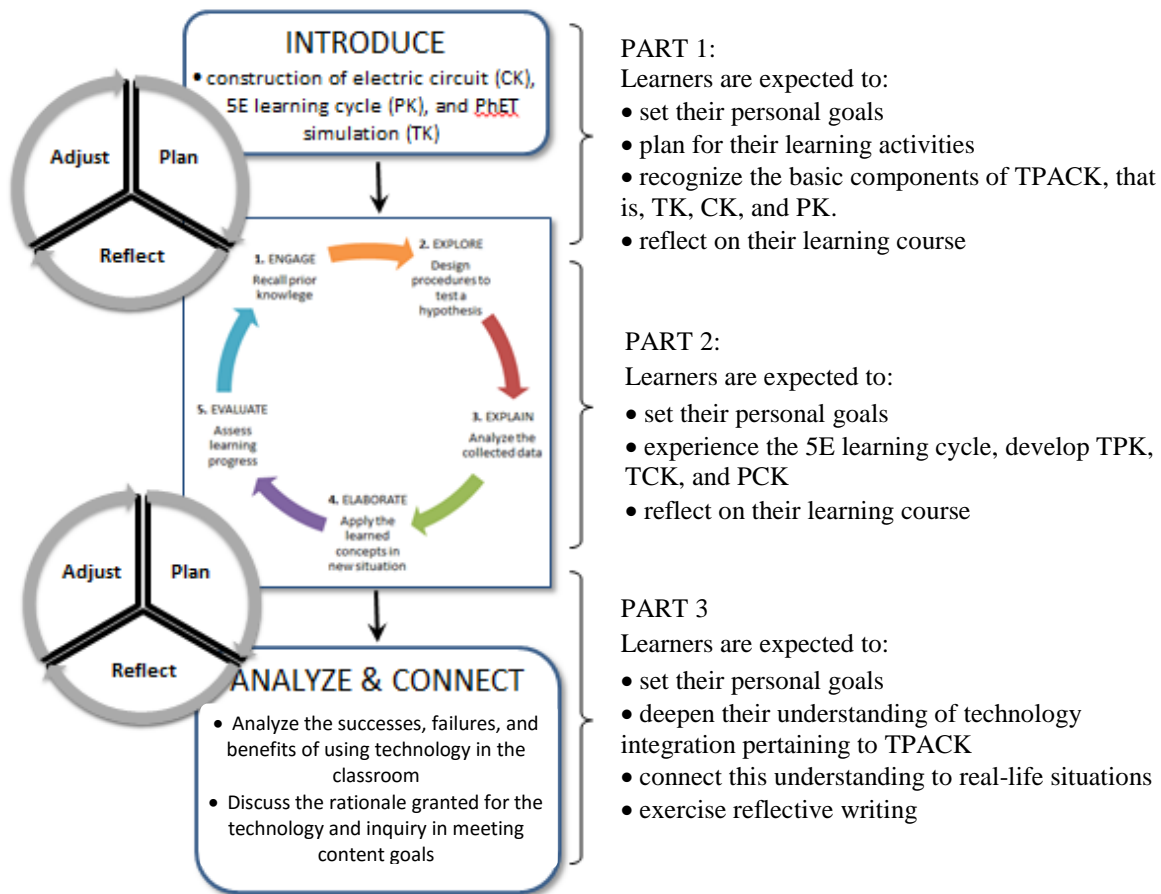 INTRODUCE
• construction of electric circuit (CK),
5E learning cycle (PK), and PhET
simulation (TK)
Adjust
Plan
Reflect
1. ENGAGE
Recall prior
knowlege
2. EXPLORE
Design
procedures to
test a
hypothesis
3. EXPLAIN
Analyze the
collected data
4. ELABORATE
Apply the
learned
concepts in
new situation
5. EVALUATE
Assess
learning
progress
Adjust
Plan
Reflect
ANALYZE & CONNECT
• Analyze the successes, failures, and
benefits of using technology in the
classroom
• Discuss the rationale granted for the
technology and inquiry in meeting
content goals
PART 1:
Learners are expected to:
• set their personal goals
• plan for their learning activities
• recognize the basic components of TPACK, that
is, TK, CK, and PK.
• reflect on their learning course
PART 2:
Learners are expected to:
• set their personal goals
• experience the 5E learning cycle, develop TPK,
TCK, and PCK
• reflect on their learning course
PART 3
Learners are expected to:
• set their personal goals
• deepen their understanding of technology
integration pertaining to TPACK
• connect this understanding to real-life situations
• exercise reflective writing